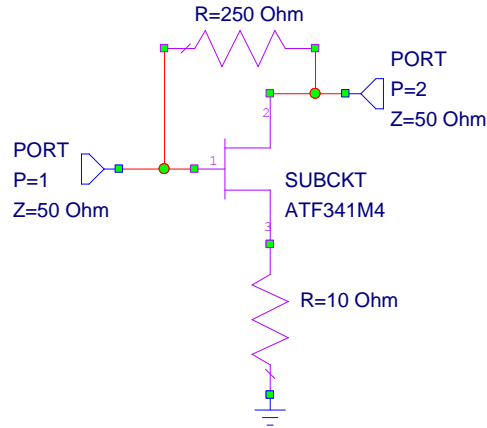 R=250 Ohm
PORT
P=2
Z=50 Ohm
2
PORT
P=1
Z=50 Ohm
1
SUBCKT
ATF341M4
3
R=10 Ohm